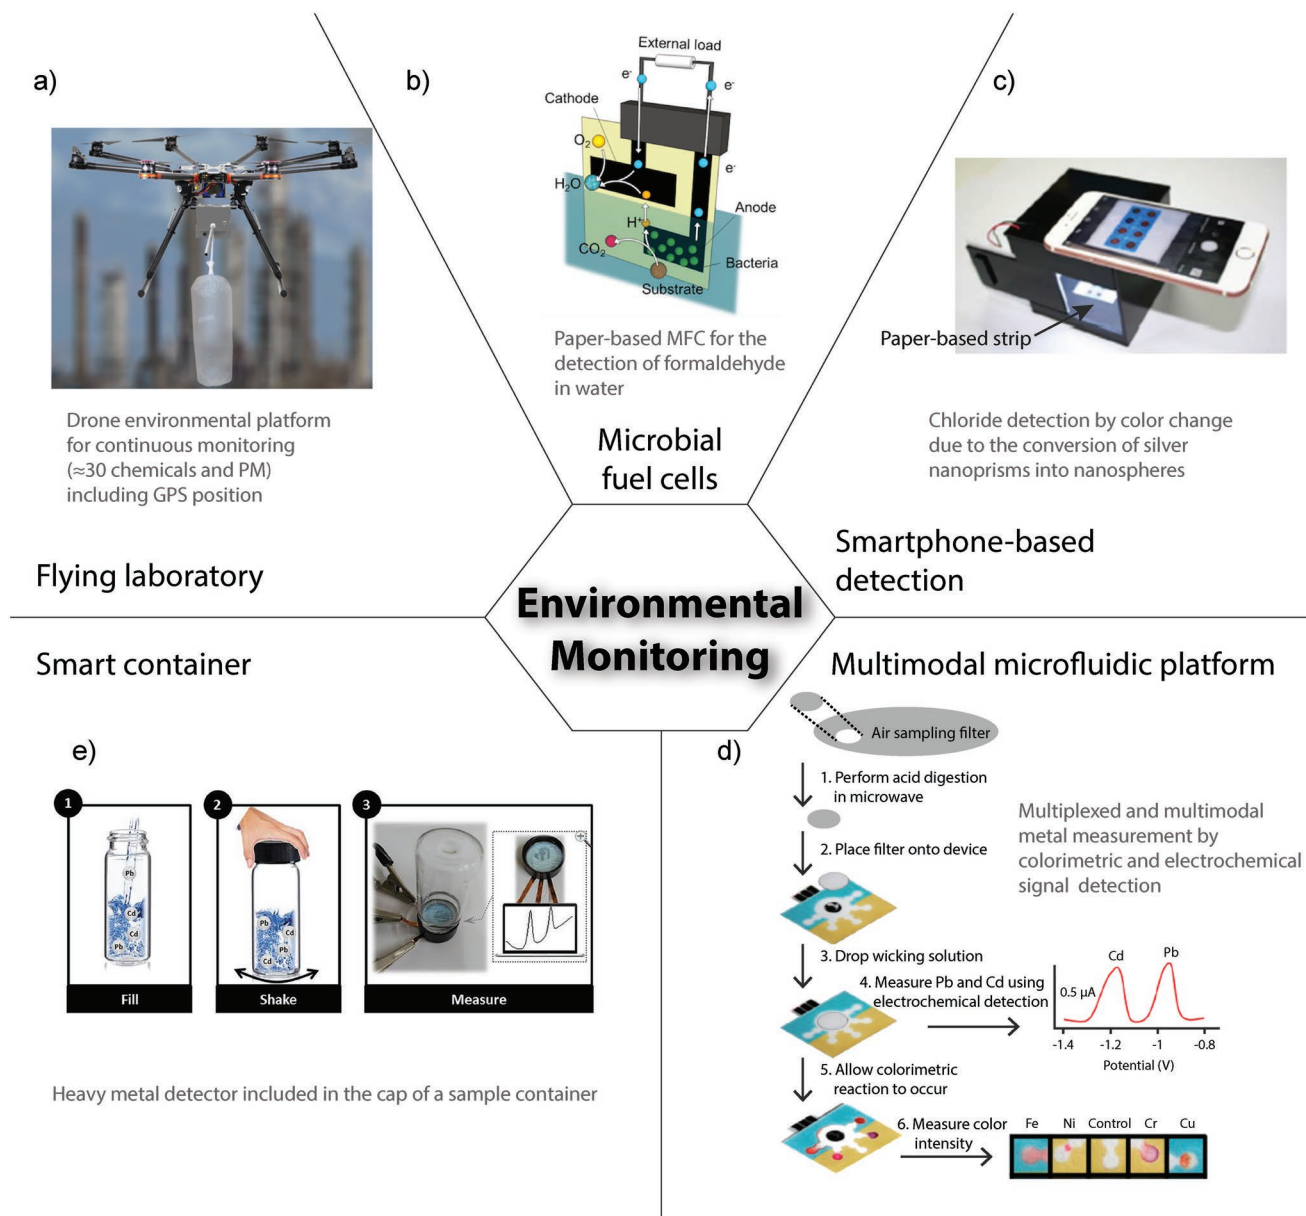 a)
Drone environmental platform
for continuous monitoring
(≈30 chemicals and PM)
including GPS position
Flying laboratory
b)
External load
e-
e-
Cathode
O2
e-
H2O
Anode
H+
CO2
Bacteria
Substrate
Paper-based MFC for the
detection of formaldehyde
in water
Microbial
fuel cells
c)
Paper-based strip
Chloride detection by color change
due to the conversion of silver
nanoprisms into nanospheres
Smartphone-based
detection
Environmental
Monitoring
Smart container
e)
1
2
3
Pb
Cd
Cd
Pb
Pb
Cd
Pb
Cd
Fill
Shake
Measure
Heavy metal detector included in the cap of a sample container
Multimodal microfluidic platform
d)
Air sampling filter
1. Perform acid digestion
in microwave
2. Place filter onto device
Multiplexed and multimodal
metal measurement by
colorimetric and electrochemical
signal detection
3. Drop wicking solution
4. Measure Pb and Cd using
electrochemical detection
Cd
Pb
0.5 µA
-1.4
-1.2
-1
-0.8
Potential (V)
5. Allow colorimetric
reaction to occur
6. Measure color
intensity
Fe
Ni
Control
Cr
Cu